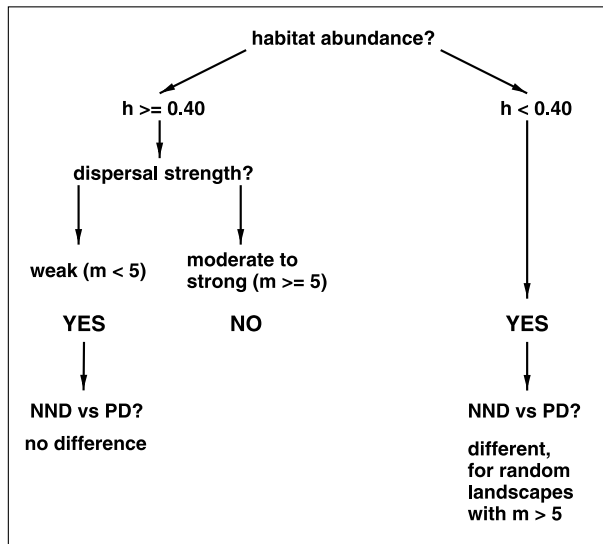 habitat abundance?
h >= 0.40
h < 0.40
dispersal strength?
weak (m < 5)
moderate to
strong (m >= 5)
YES
NO
YES
NND vs PD?
no difference
NND vs PD?
different,
for random
landscapes
with m > 5